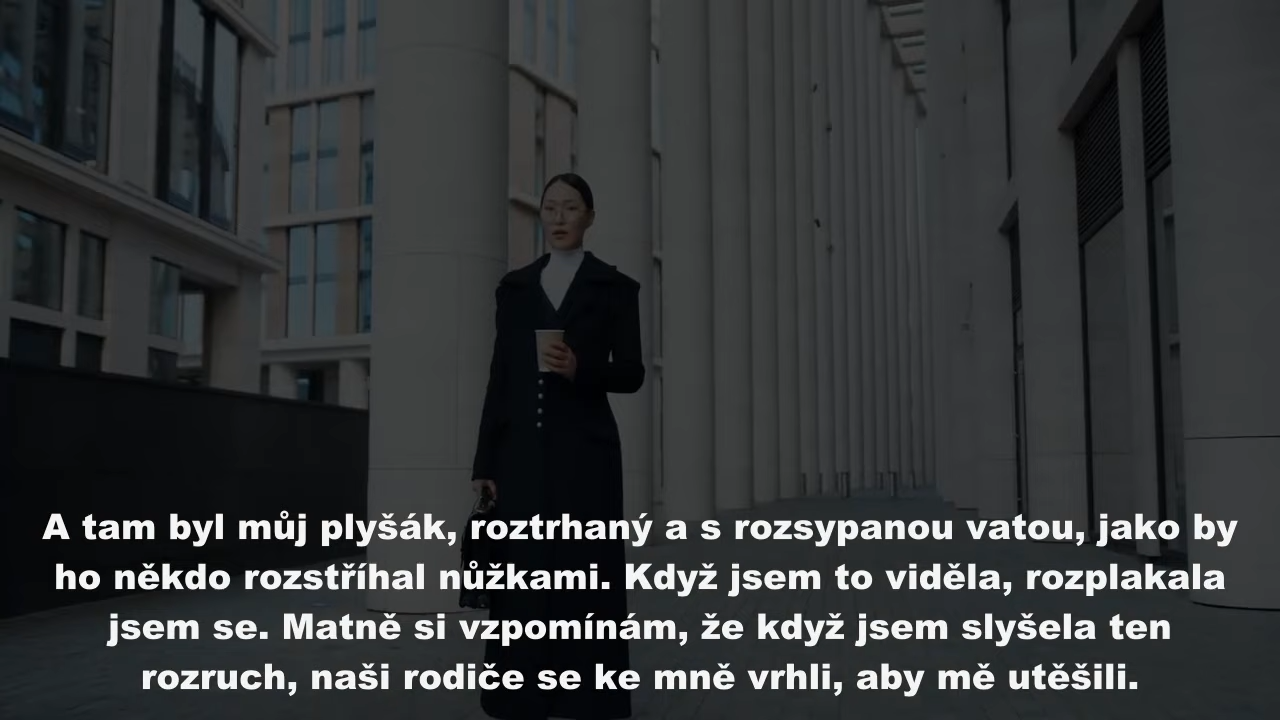 A tam byl můj plyšák, roztrhaný a s rozsypanou vatou, jako by
ho někdo rozstříhal nůžkami. Když jsem to viděla, rozplakala
jsem se. Matně si vzpomínám, že když jsem slyšela ten
rozruch, naši rodiče se ke mně vrhli, aby mě utěšili.